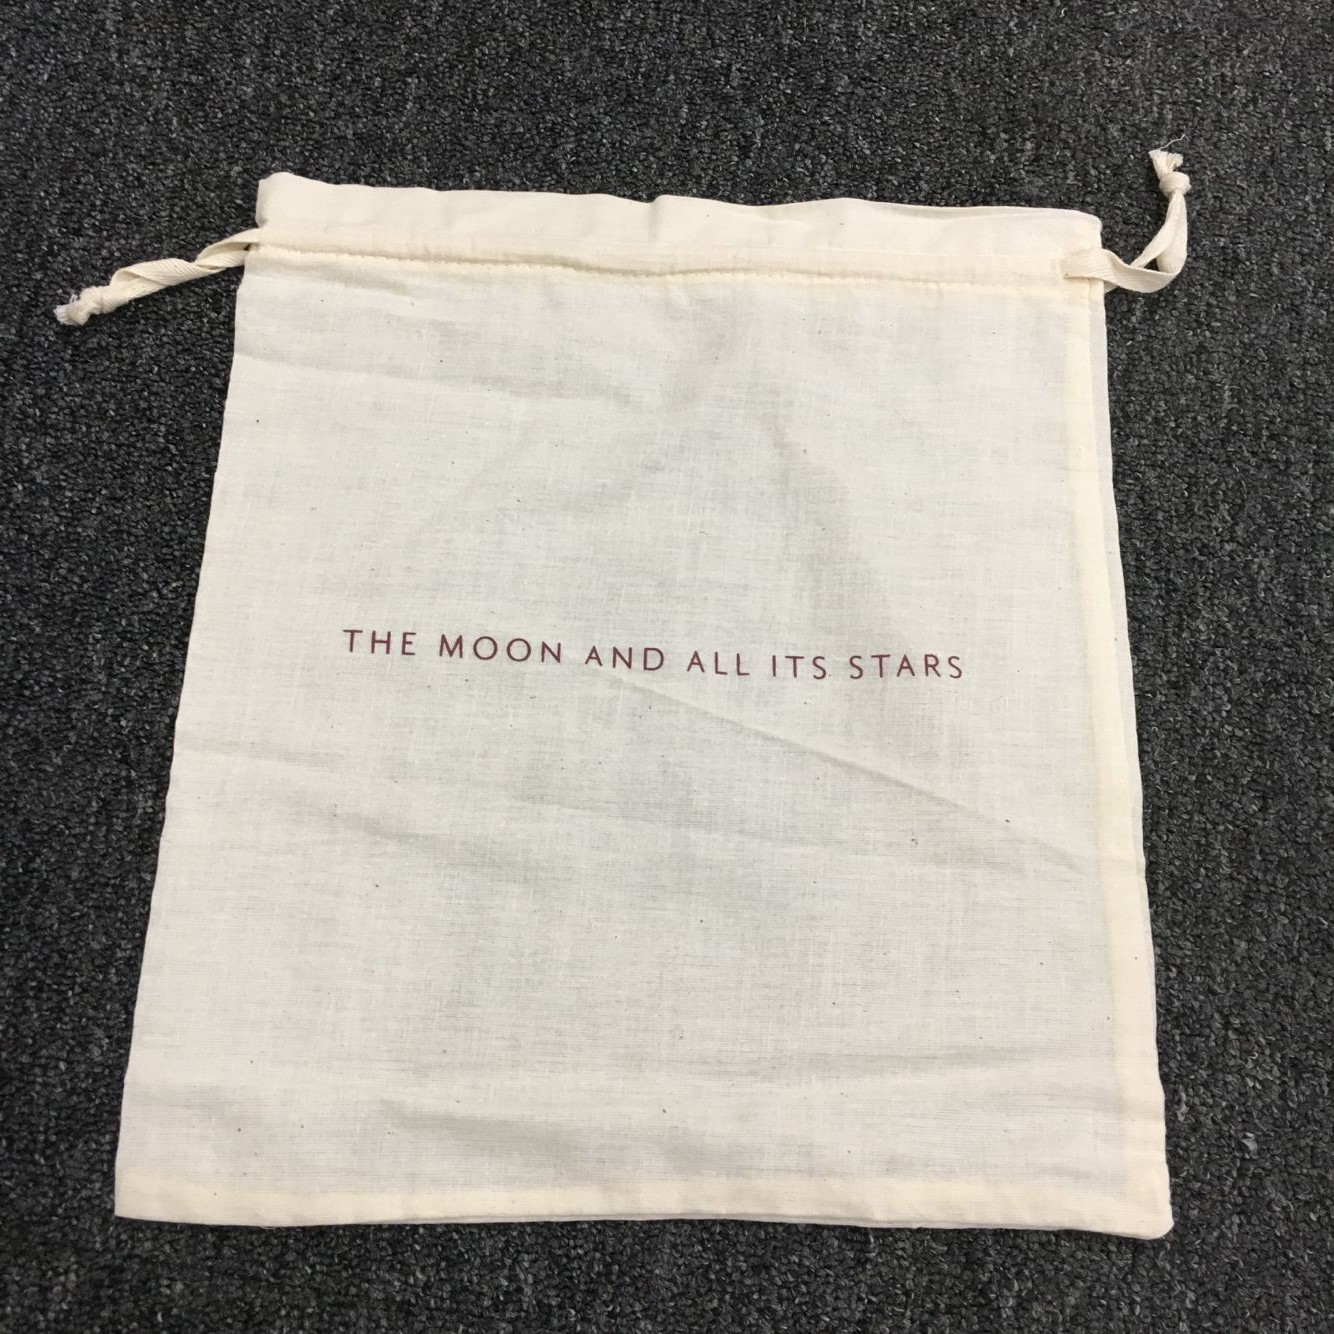 THE MOON AND ALL ITS STARS